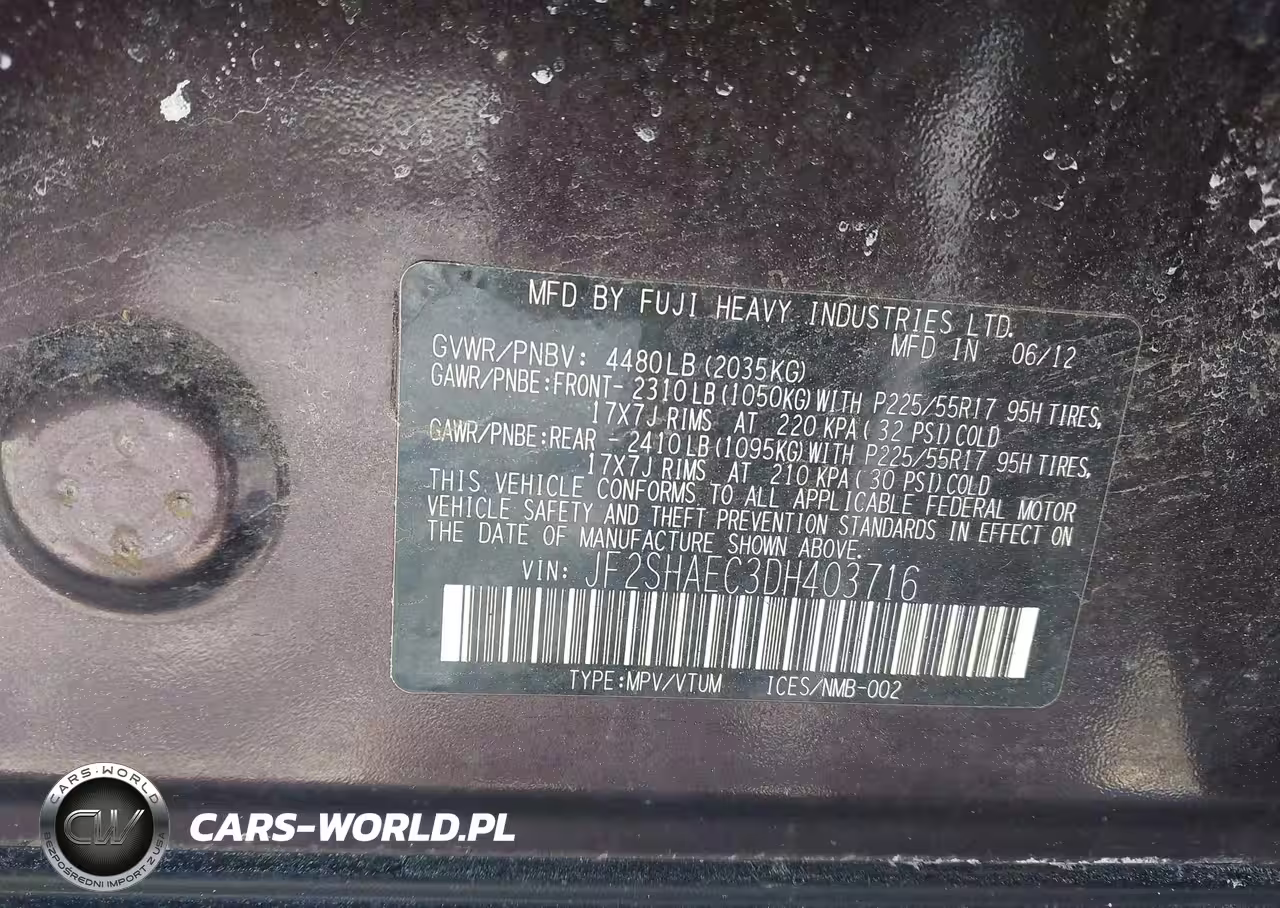 MFD BY FUJI HEAVY INDUSTRIES LTD.
MFD IN 06/12
GVWR/PNBV: 4480LB(2035KG)
GAWR/PNBE:FRONT- 2310LB(1050KG)WITH P225/55R17 95H TIRES,
17X7J RIMS AT 220 KPA( 32 PSI)COLD
GAWR/PNBE:REAR - 2410LB(1095KG)WITH P225/55R17 95H TIRES,
17X7J RIMS AT 210 KPA( 30 PSI)COLD
THIS VEHICLE CONFORMS TO ALL APPLICABLE FEDERAL MOTOR
VEHICLE SAFETY AND THEFT PREVENTION STANDARDS IN EFFECT ON
THE DATE OF MANUFACTURE SHOWN ABOVE.
VIN: JF2SHAEC3DH403716
TYPE:MPV/VTUM ICES/NMB-002
CARS-WORLD
CW
BEZPOŚREDNI IMPORT Z USA
CARS-WORLD.PL